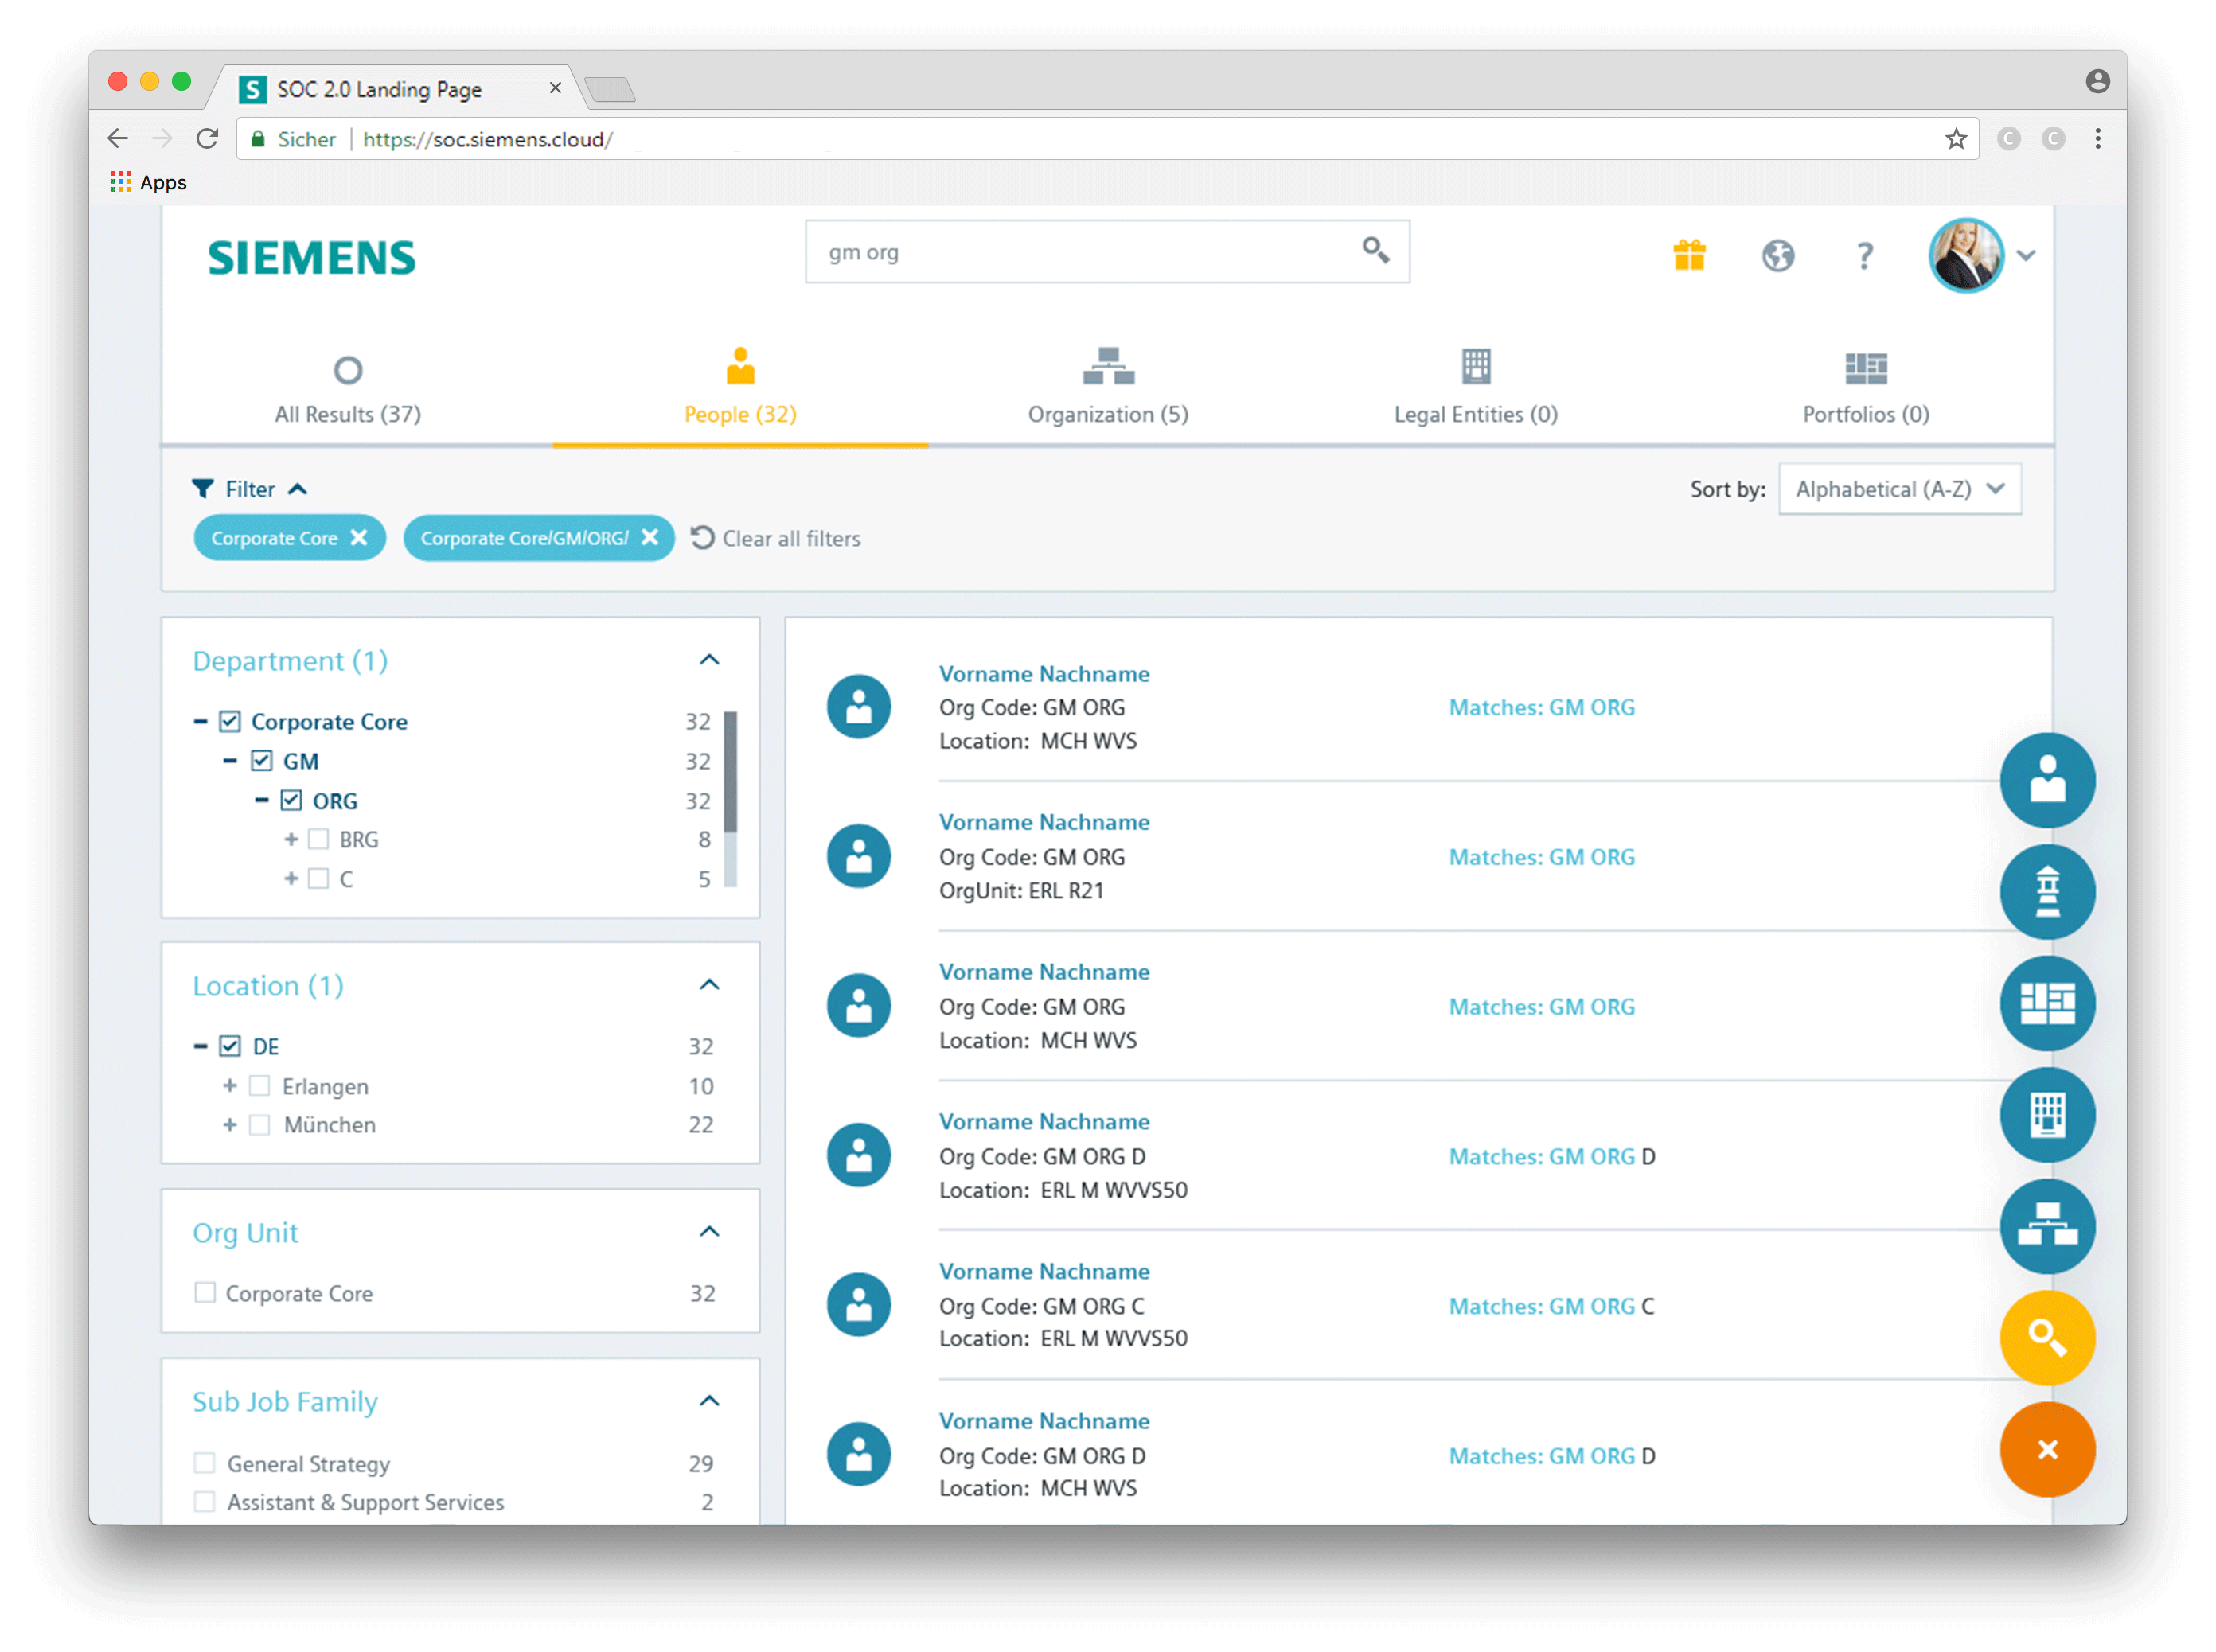 S SOC 2.0 Landing Page
Sicher https://soc.siemens.cloud/
C C
Apps
SIEMENS
gm org
?
All Results (37)
People (32)
Organization (5)
Legal Entities (0)
Portfolios (0)
Filter
Sort by: Alphabetical (A-Z)
Corporate Core
Corporate Core/GM/ORG/
Clear all filters
Department (1)
Corporate Core 32
GM 32
ORG 32
BRG 8
C 5
Location (1)
DE 32
Erlangen 10
München 22
Org Unit
Corporate Core 32
Sub Job Family
General Strategy 29
Assistant & Support Services 2
Vorname Nachname
Org Code: GM ORG
Location: MCH WVS
Matches: GM ORG
Vorname Nachname
Org Code: GM ORG
OrgUnit: ERL R21
Matches: GM ORG
Vorname Nachname
Org Code: GM ORG
Location: MCH WVS
Matches: GM ORG
Vorname Nachname
Org Code: GM ORG D
Location: ERL M WVVS50
Matches: GM ORG D
Vorname Nachname
Org Code: GM ORG C
Location: ERL M WVVS50
Matches: GM ORG C
Vorname Nachname
Org Code: GM ORG D
Location: MCH WVS
Matches: GM ORG D